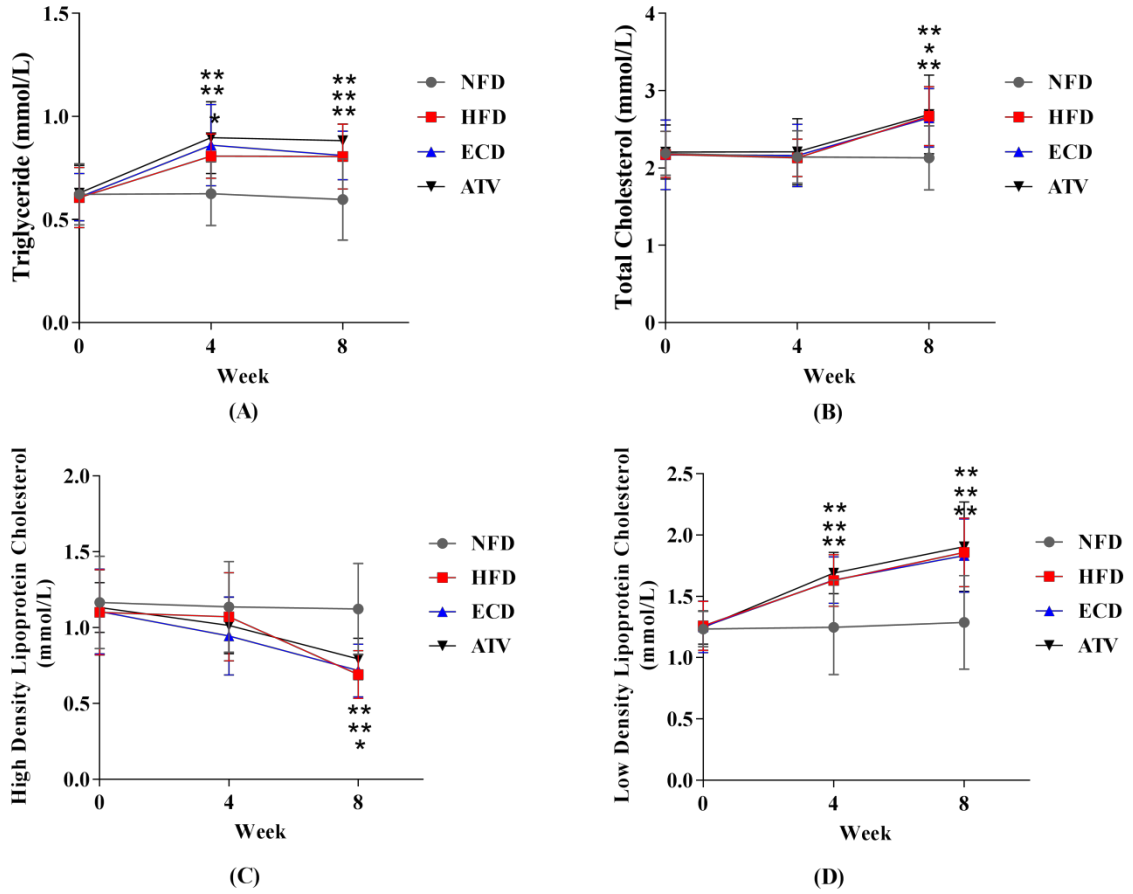 1.5
1.0
0.5
0.0
Triglyceride (mmol/L)
**
**
*
**
**
**
0
4
8
Week
NFD
HFD
ECD
ATV
(A)
4
3
2
1
0
Total Cholesterol (mmol/L)
**
*
**
0
4
8
Week
NFD
HFD
ECD
ATV
(B)
2.0
1.5
1.0
0.5
0.0
High Density Lipoprotein Cholesterol
(mmol/L)
**
**
*
0
4
8
Week
NFD
HFD
ECD
ATV
(C)
2.5
2.0
1.5
1.0
0.5
0.0
Low Density Lipoprotein Cholesterol
(mmol/L)
**
**
**
**
**
**
0
4
8
Week
NFD
HFD
ECD
ATV
(D)